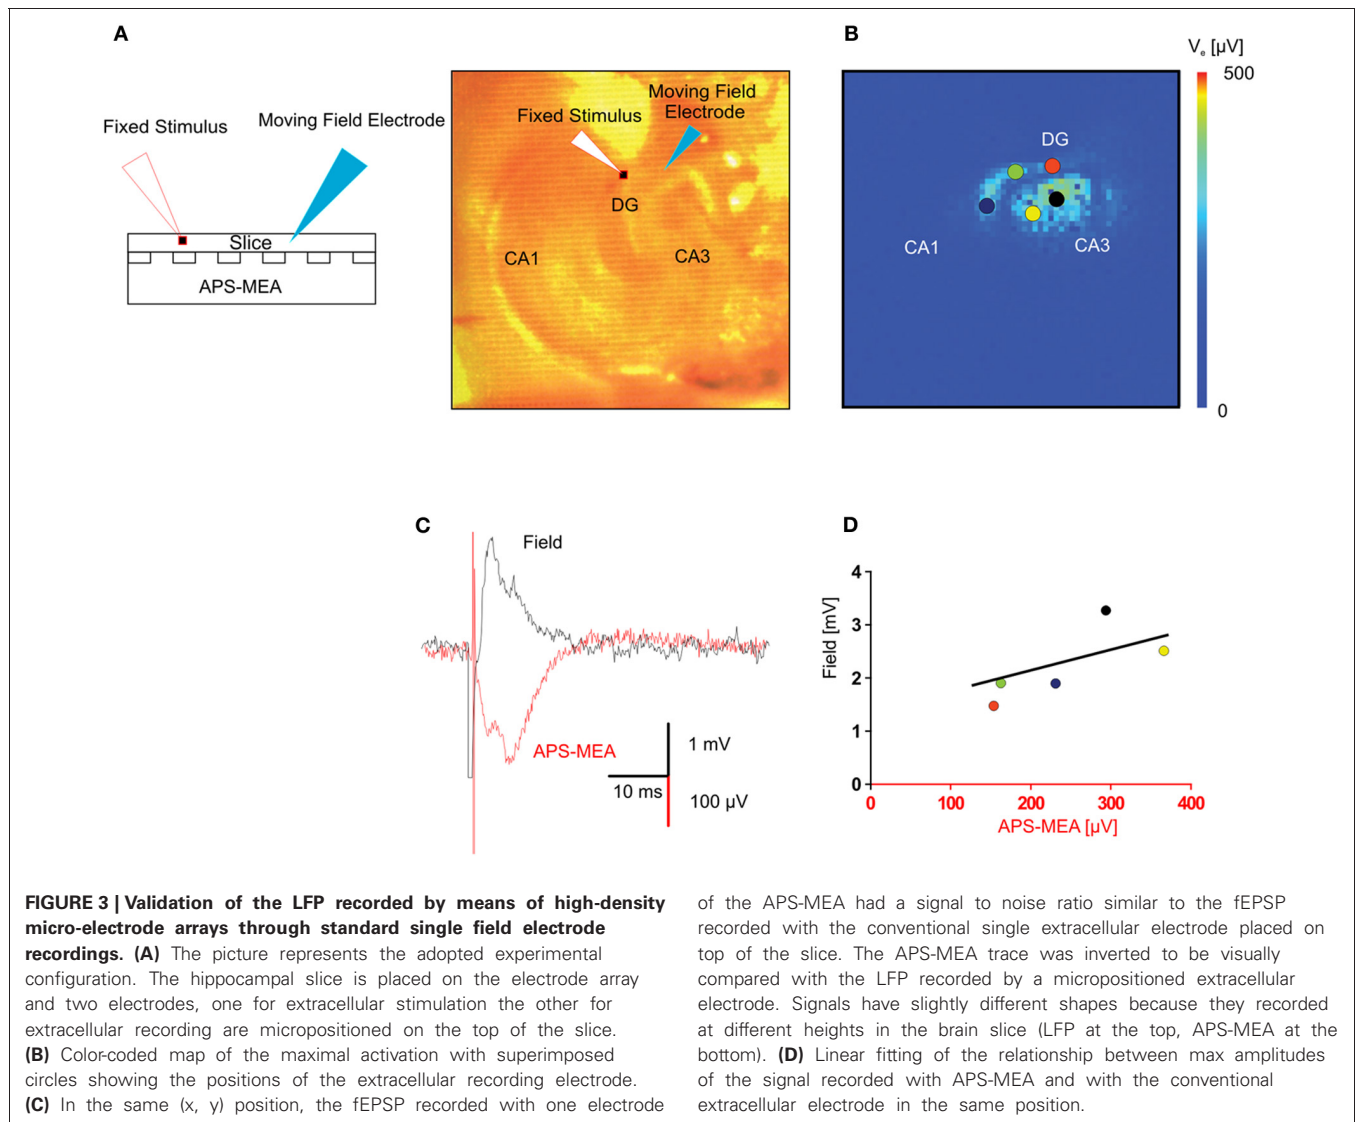 A
Fixed Stimulus
Moving Field Electrode
Slice
APS-MEA
Fixed Stimulus
Moving Field
Electrode
DG
CA1
CA3
B
Ve [µV]
500
0
DG
CA1
CA3
C
Field
APS-MEA
1 mV
10 ms
100 µV
D
Field [mV]
4
3
2
1
0
0
100
200
300
400
APS-MEA [µV]
FIGURE 3 | Validation of the LFP recorded by means of high-density
micro-electrode arrays through standard single field electrode
recordings. (A) The picture represents the adopted experimental
configuration. The hippocampal slice is placed on the electrode array
and two electrodes, one for extracellular stimulation the other for
extracellular recording are micropositioned on the top of the slice.
(B) Color-coded map of the maximal activation with superimposed
circles showing the positions of the extracellular recording electrode.
(C) In the same (x, y) position, the fEPSP recorded with one electrode
of the APS-MEA had a signal to noise ratio similar to the fEPSP
recorded with the conventional single extracellular electrode placed on
top of the slice. The APS-MEA trace was inverted to be visually
compared with the LFP recorded by a micropositioned extracellular
electrode. Signals have slightly different shapes because they recorded
at different heights in the brain slice (LFP at the top, APS-MEA at the
bottom). (D) Linear fitting of the relationship between max amplitudes
of the signal recorded with APS-MEA and with the conventional
extracellular electrode in the same position.